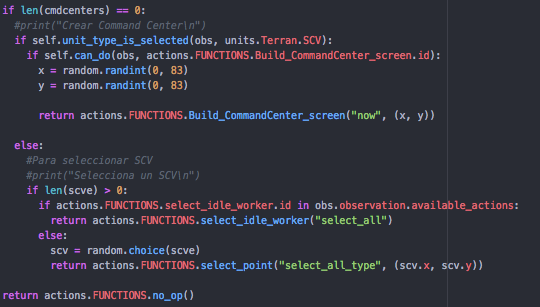 if len(cmdcenters) == 0:
  #print("Crear Command Center\n")
  if self.unit_type_is_selected(obs, units.Terran.SCV):
    if self.can_do(obs, actions.FUNCTIONS.Build_CommandCenter_screen.id):
      x = random.randint(0, 83)
      y = random.randint(0, 83)

      return actions.FUNCTIONS.Build_CommandCenter_screen("now", (x, y))

  else:
    #Para seleccionar SCV
    #print("Selecciona un SCV\n")
    if len(scve) > 0:
      if actions.FUNCTIONS.select_idle_worker.id in obs.observation.available_actions:
        return actions.FUNCTIONS.select_idle_worker("select_all")
      else:
        scv = random.choice(scve)
        return actions.FUNCTIONS.select_point("select_all_type", (scv.x, scv.y))

return actions.FUNCTIONS.no_op()